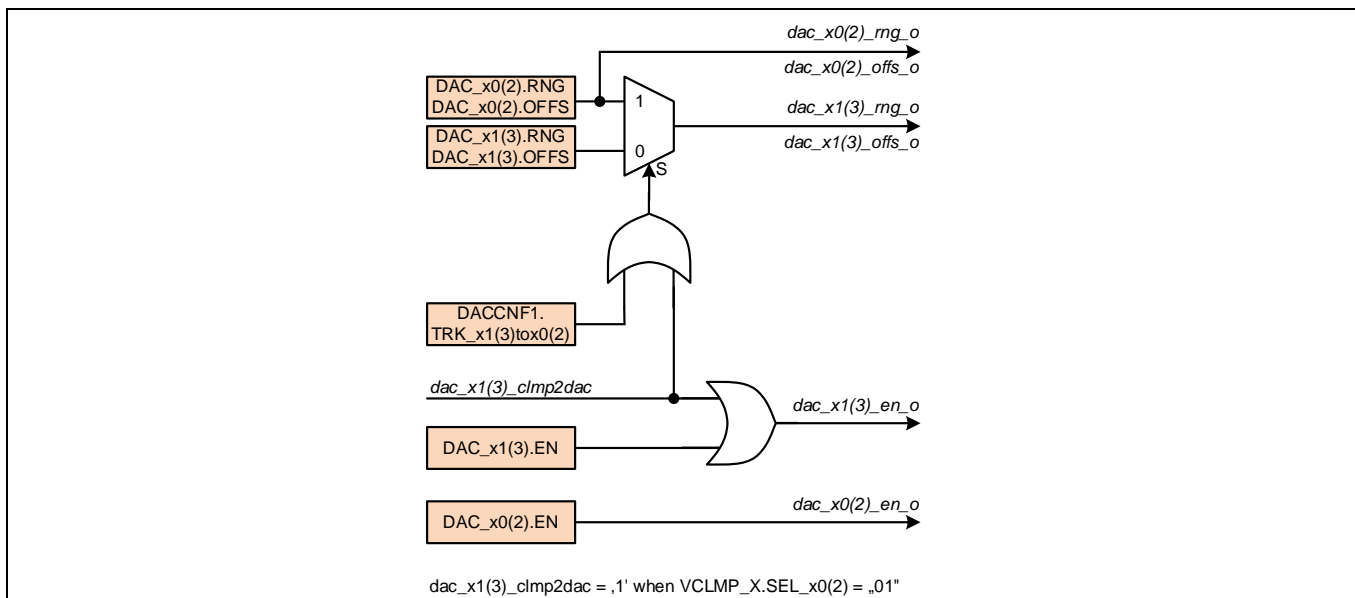 dac_x0(2)_rng_o
dac_x0(2)_offs_o
DAC_x0(2).RNG
DAC_x0(2).OFFS
1
dac_x1(3)_rng_o
DAC_x1(3).RNG
DAC_x1(3).OFFS
0
dac_x1(3)_offs_o
S
DACCNF1.
TRK_x1(3)tox0(2)
dac_x1(3)_clmp2dac
dac_x1(3)_en_o
DAC_x1(3).EN
dac_x0(2)_en_o
DAC_x0(2).EN
dac_x1(3)_clmp2dac = ‚1' when VCLMP_X.SEL_x0(2) = „01"